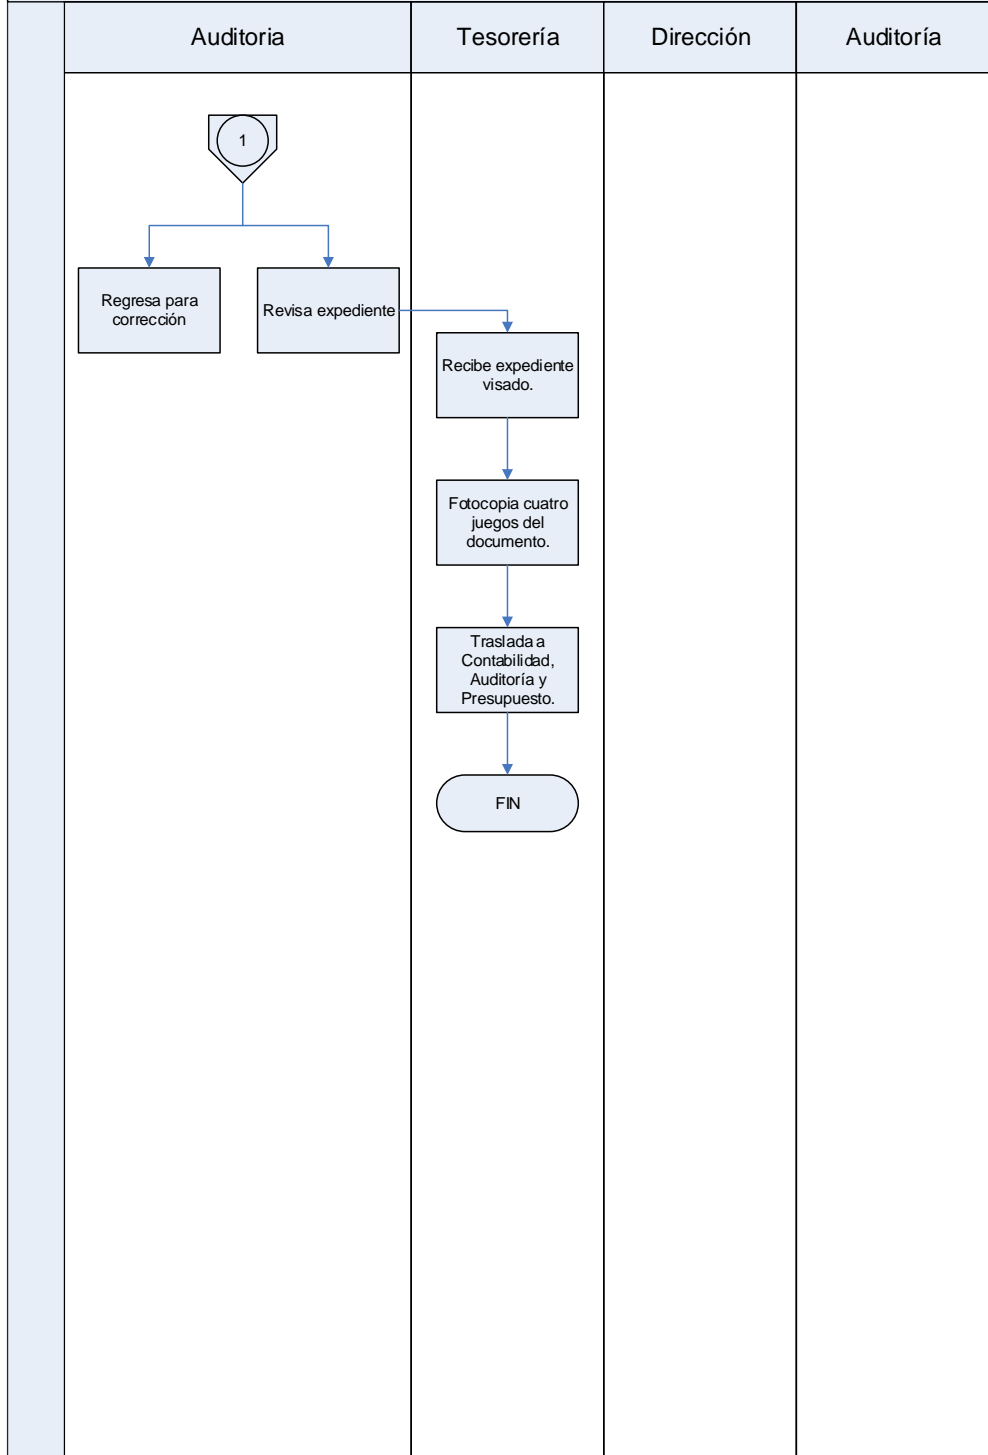 Auditoria
Tesorería
Dirección
Auditoría
1
Regresa para
corrección
Revisa expediente
Recibe expediente
visado.
Fotocopia cuatro
juegos del
documento.
Traslada a
Contabilidad,
Auditoría y
Presupuesto.
FIN